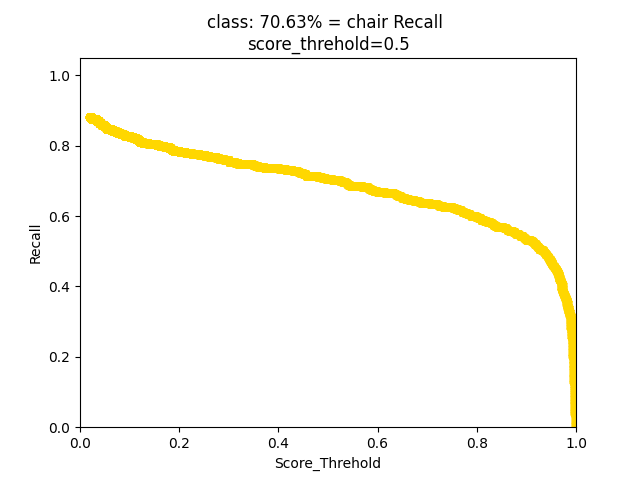 class: 70.63% = chair Recall
score_threhold=0.5
1.0
0.8
0.6
0.4
0.2
0.0
Recall
0.0 0.2 0.4 0.6 0.8 1.0
Score_Threhold